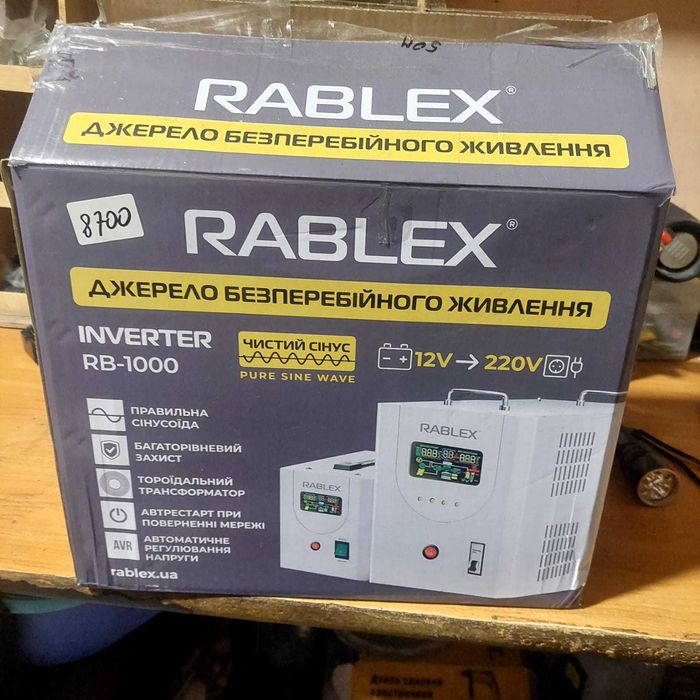 RABLEX®
ДЖЕРЕЛО БЕЗПЕРЕБІЙНОГО ЖИВЛЕННЯ
8700
RABLEX®
ДЖЕРЕЛО БЕЗПЕРЕБІЙНОГО ЖИВЛЕННЯ
INVERTER
RB-1000
ЧИСТИЙ СІНУС
PURE SINE WAVE
12V → 220V
ПРАВИЛЬНА
СІНУСОЇДА
БАГАТОРІВНЕВИЙ
ЗАХИСТ
ТОРОЇДАЛЬНИЙ
ТРАНСФОРМАТОР
АВТРЕСТАРТ ПРИ
ПОВЕРНЕННІ МЕРЕЖІ
AVR
АВТОМАТИЧНЕ
РЕГУЛЮВАННЯ
НАПРУГИ
rablex.ua
RABLEX
RABLEX